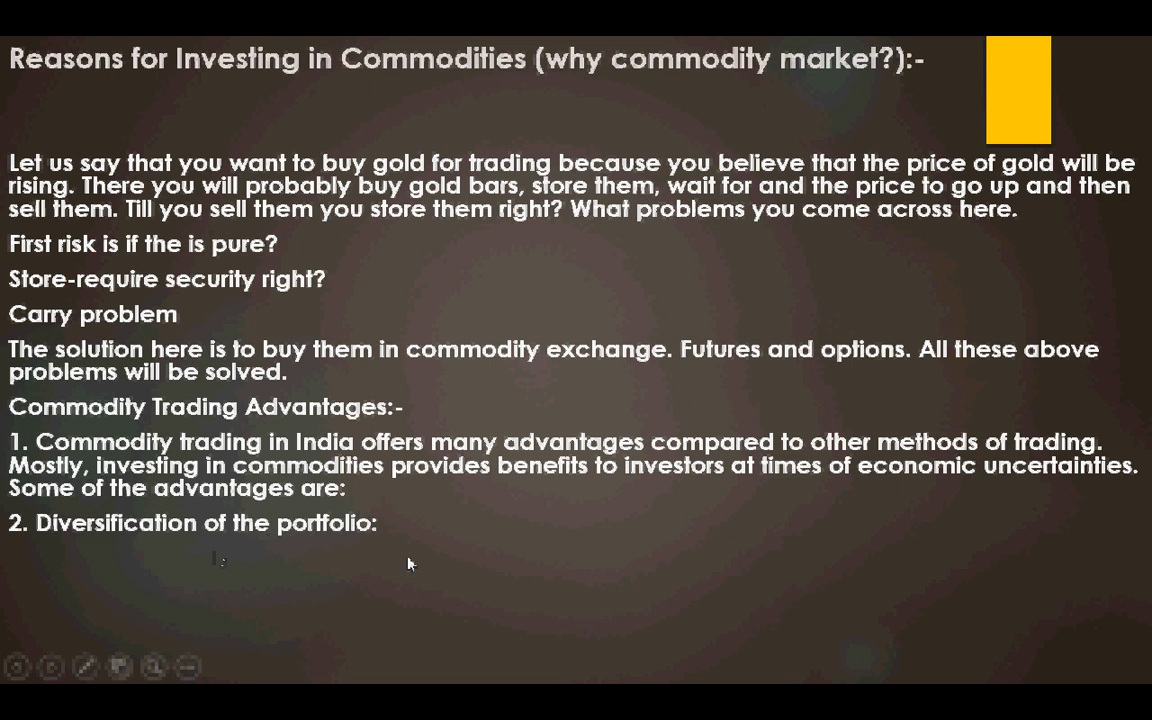 Reasons for Investing in Commodities (why commodity market?):-
Let us say that you want to buy gold for trading because you believe that the price of gold will be
rising. There you will probably buy gold bars, store them, wait for and the price to go up and then
sell them. Till you sell them you store them right? What problems you come across here.
First risk is if the is pure?
Store-require security right?
Carry problem
The solution here is to buy them in commodity exchange. Futures and options. All these above
problems will be solved.
Commodity Trading Advantages:-
1. Commodity trading in India offers many advantages compared to other methods of trading.
Mostly, investing in commodities provides benefits to investors at times of economic uncertainties.
Some of the advantages are:
2. Diversification of the portfolio: